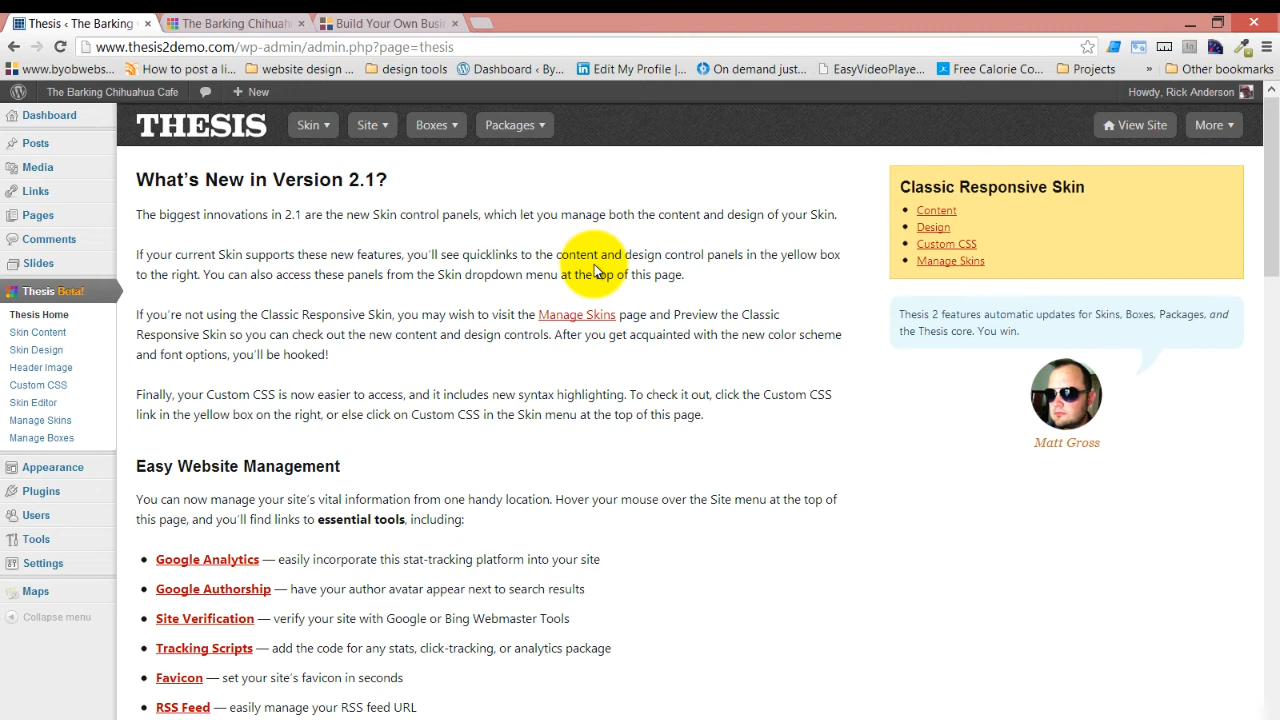 Thesis ‹ The Barking
The Barking Chihuah
Build Your Own Busin
www.thesis2demo.com/wp-admin/admin.php?page=thesis
www.byobwebs...
How to post a li...
website design ...
design tools
Dashboard ‹ By...
Edit My Profile |...
On demand just...
EasyVideoPlaye...
Free Calorie Co...
Projects
»
Other bookmarks
The Barking Chihuahua Cafe
+ New
Howdy, Rick Anderson
Dashboard
Posts
Media
Links
Pages
Comments
Slides
Thesis Beta!
Thesis Home
Skin Content
Skin Design
Header Image
Custom CSS
Skin Editor
Manage Skins
Manage Boxes
Appearance
Plugins
Users
Tools
Settings
Maps
Collapse menu
THESIS
Skin ▾
Site ▾
Boxes ▾
Packages ▾
View Site
More ▾
What's New in Version 2.1?
The biggest innovations in 2.1 are the new Skin control panels, which let you manage both the content and design of your Skin.
If your current Skin supports these new features, you'll see quicklinks to the content and design control panels in the yellow box
to the right. You can also access these panels from the Skin dropdown menu at the top of this page.
If you're not using the Classic Responsive Skin, you may wish to visit the Manage Skins page and Preview the Classic
Responsive Skin so you can check out the new content and design controls. After you get acquainted with the new color scheme
and font options, you'll be hooked!
Finally, your Custom CSS is now easier to access, and it includes new syntax highlighting. To check it out, click the Custom CSS
link in the yellow box on the right, or else click on Custom CSS in the Skin menu at the top of this page.
Easy Website Management
You can now manage your site's vital information from one handy location. Hover your mouse over the Site menu at the top of
this page, and you'll find links to essential tools, including:
• Google Analytics — easily incorporate this stat-tracking platform into your site
• Google Authorship — have your author avatar appear next to search results
• Site Verification — verify your site with Google or Bing Webmaster Tools
• Tracking Scripts — add the code for any stats, click-tracking, or analytics package
• Favicon — set your site's favicon in seconds
• RSS Feed — easily manage your RSS feed URL
Classic Responsive Skin
• Content
• Design
• Custom CSS
• Manage Skins
Thesis 2 features automatic updates for Skins, Boxes, Packages, and
the Thesis core. You win.
Matt Gross